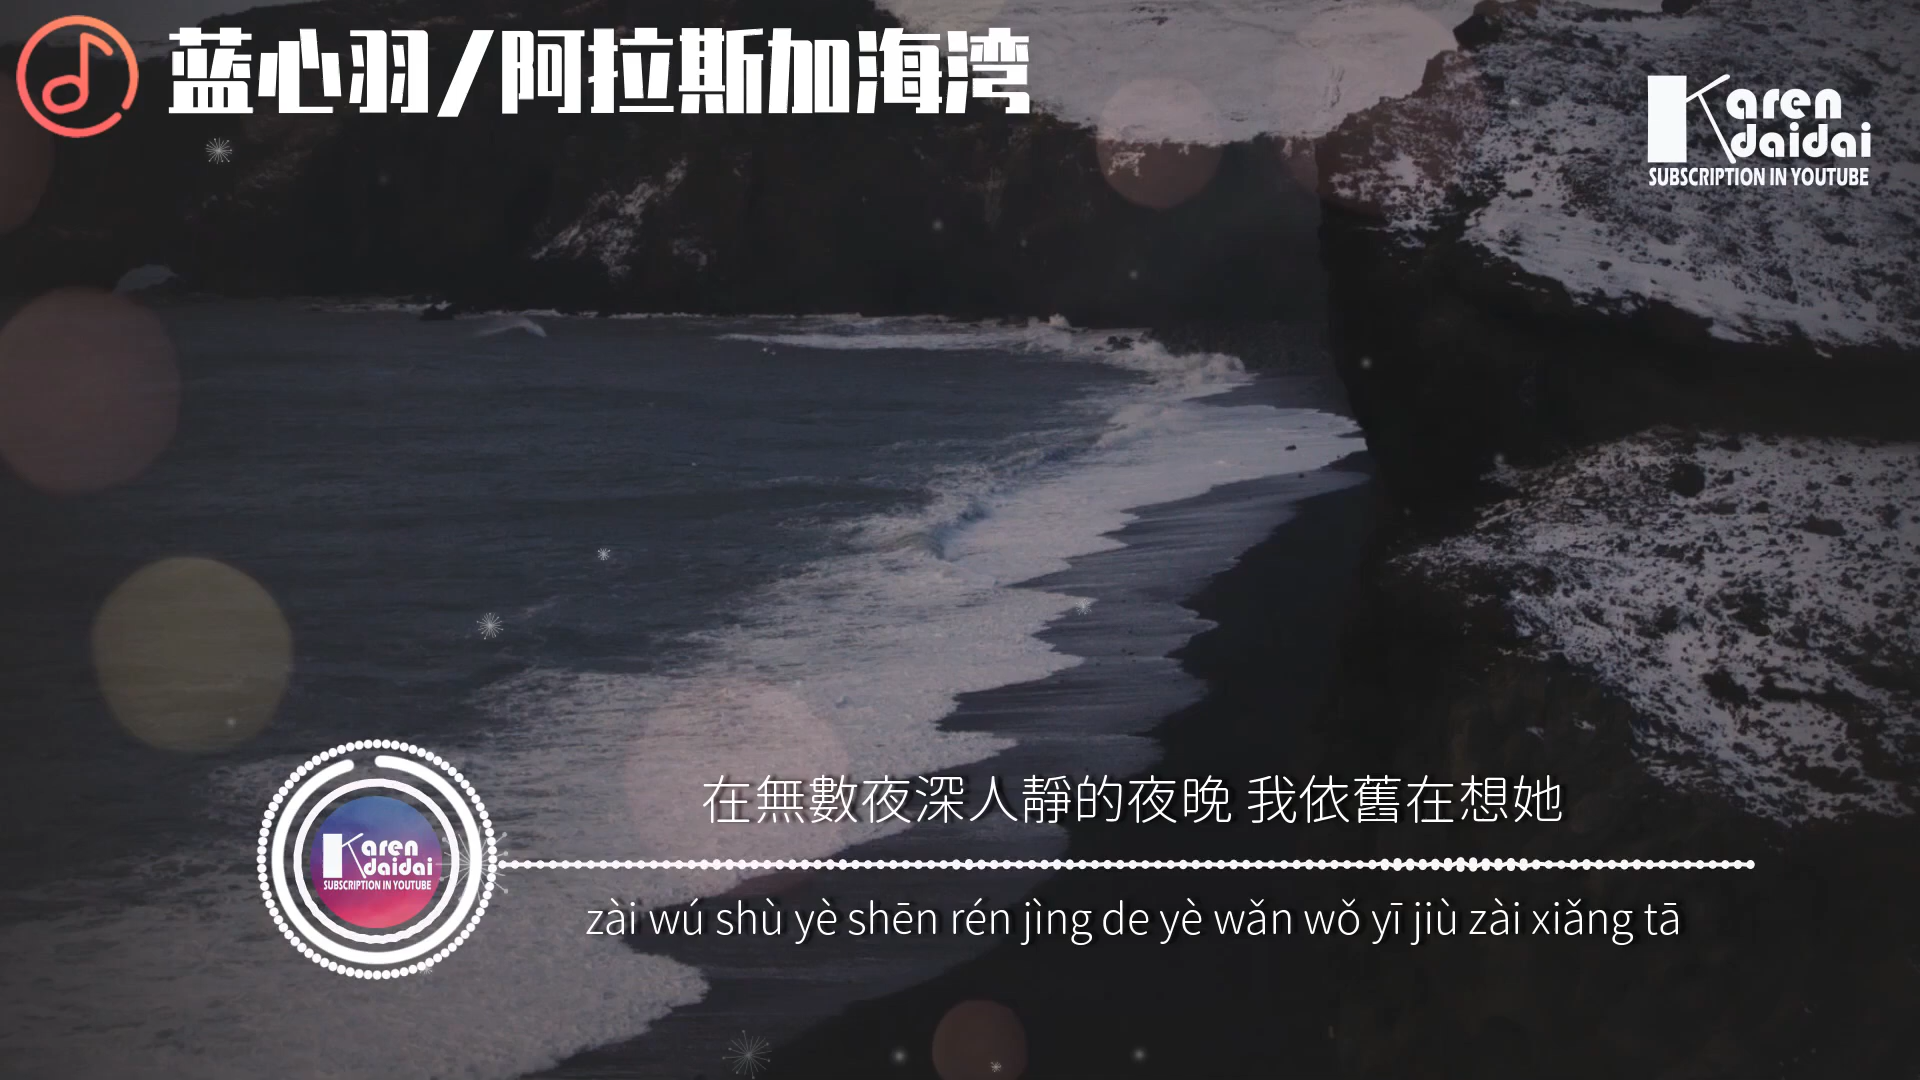 蓝心羽/阿拉斯加海湾
Karen
daidai
SUBSCRIPTION IN YOUTUBE
在無數夜深人靜的夜晚 我依舊在想她
Karen
daidai
SUBSCRIPTION IN YOUTUBE
zài wú shù yè shēn rén jìng de yè wǎn wǒ yī jiù zài xiǎng tā